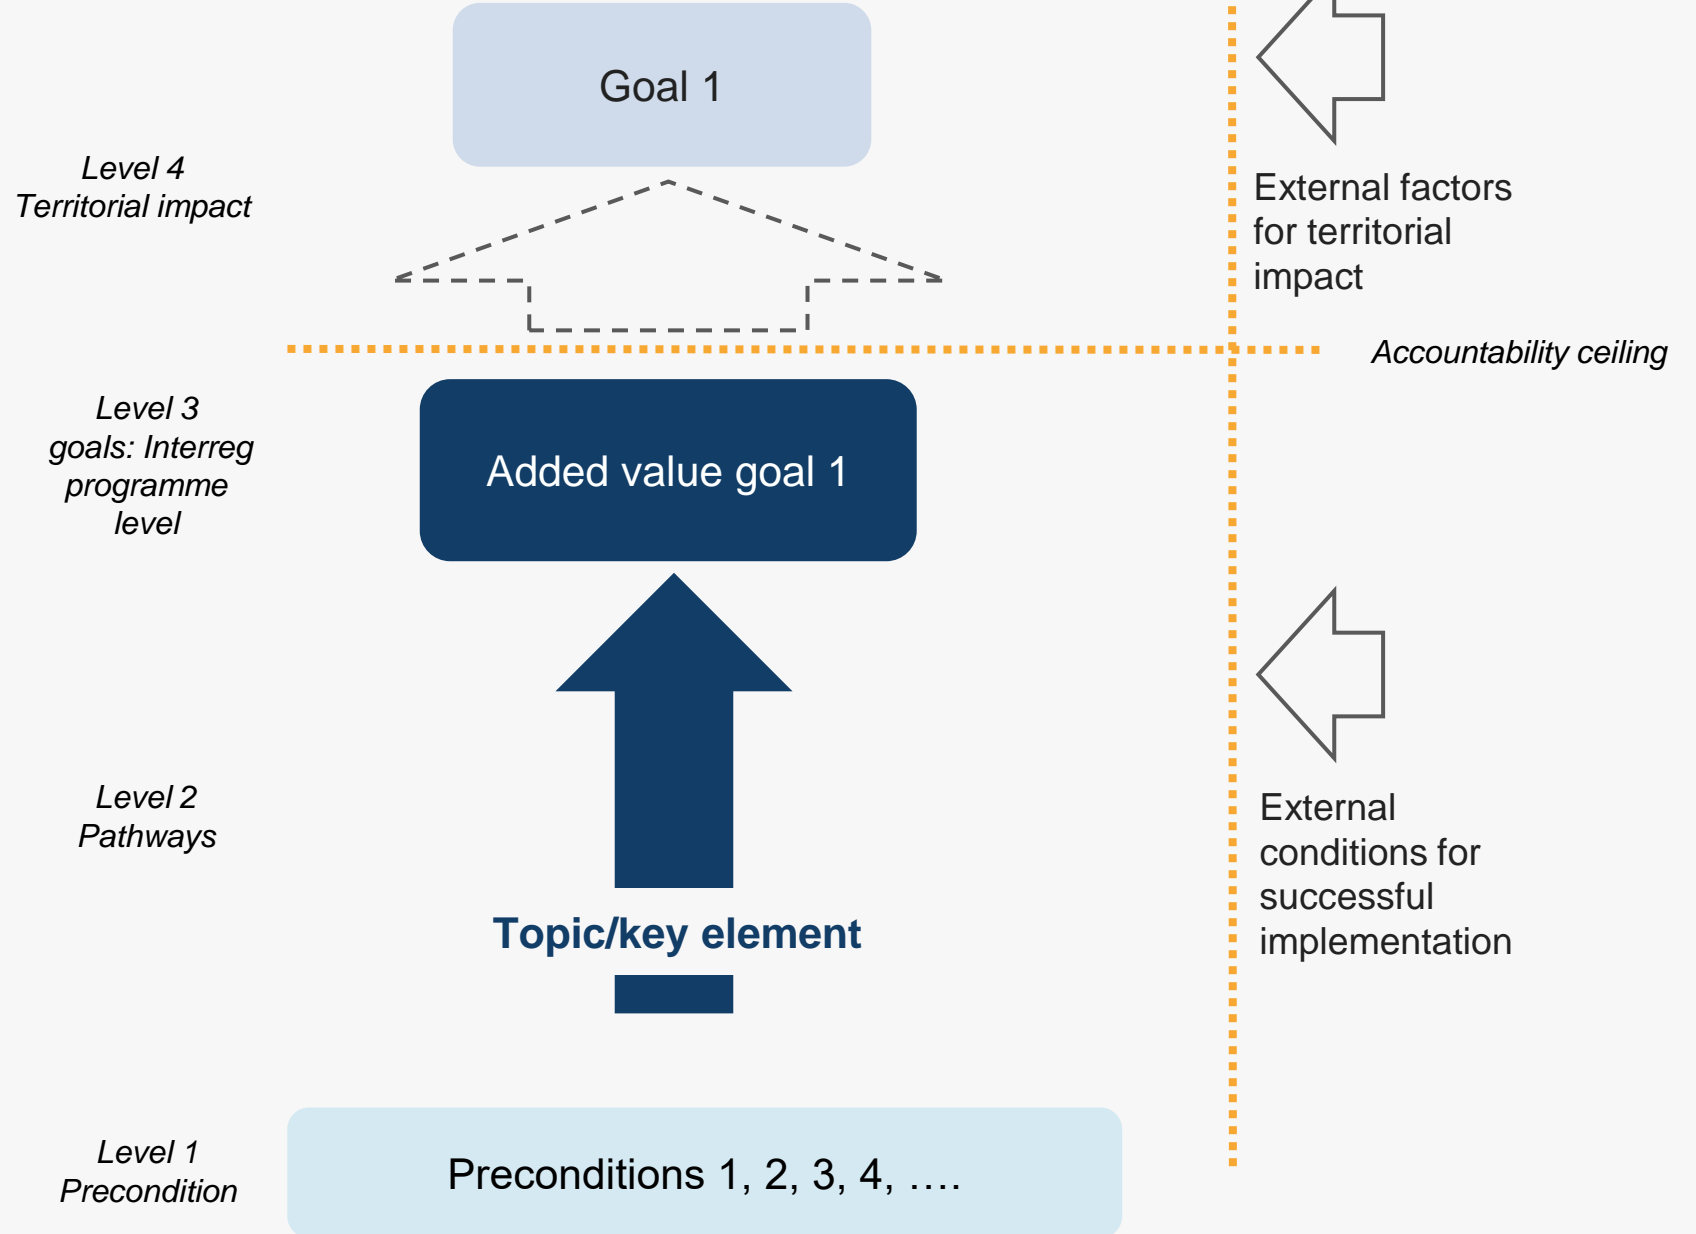 Goal 1
Level 4
Territorial impact
External factors
for territorial
impact
Accountability ceiling
Level 3
goals: Interreg
programme
level
Added value goal 1
Level 2
Pathways
External
conditions for
successful
implementation
Topic/key element
Level 1
Precondition
Preconditions 1, 2, 3, 4, ….